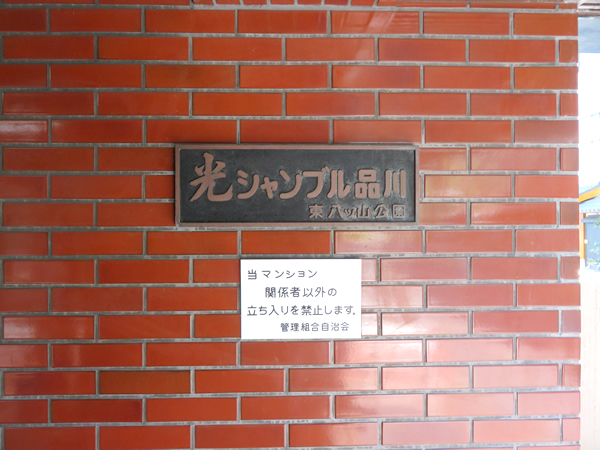 光シャンブル品川
東八ツ山公園
当マンション
関係者以外の
立ち入りを禁止します。
管理組合自治会